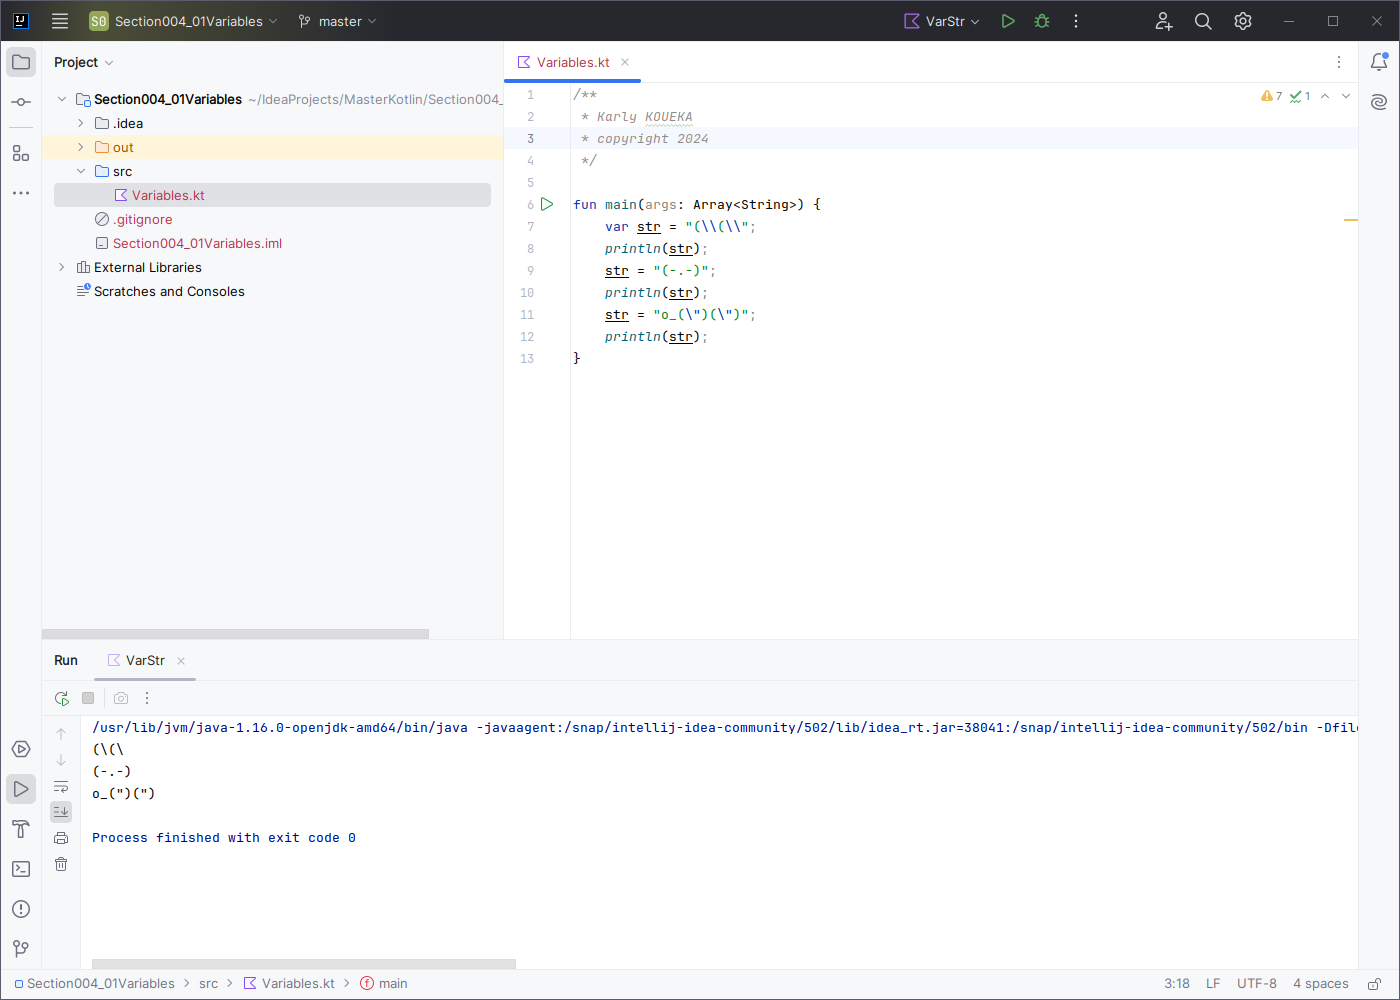 IJ
S0 Section004_01Variables
master
VarStr
Project
Section004_01Variables ~/IdeaProjects/MasterKotlin/Section004_
.idea
out
src
Variables.kt
.gitignore
Section004_01Variables.iml
External Libraries
Scratches and Consoles
Variables.kt
7 1
1 /**
2 * Karly KOUEKA
3 * copyright 2024
4 */
5
6 fun main(args: Array<String>) {
7 var str = "(\\(\\";
8 println(str);
9 str = "(-.-)";
10 println(str);
11 str = "o_(\")(\")";
12 println(str);
13 }
Run VarStr
/usr/lib/jvm/java-1.16.0-openjdk-amd64/bin/java -javaagent:/snap/intellij-idea-community/502/lib/idea_rt.jar=38041:/snap/intellij-idea-community/502/bin -Dfile
(\(\
(-.-)
o_(")(")
Process finished with exit code 0
Section004_01Variables > src > Variables.kt > f main
3:18 LF UTF-8 4 spaces